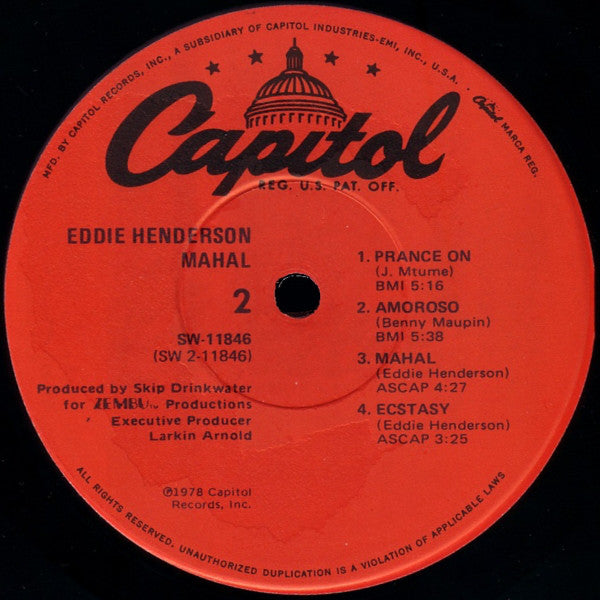 MFD. BY CAPITOL RECORDS, INC., A SUBSIDIARY OF CAPITOL INDUSTRIES-EMI, INC., U.S.A.
Capitol MARCA REG.
Capitol
REG. U.S. PAT. OFF.
EDDIE HENDERSON
MAHAL
2
SW-11846
(SW 2-11846)
Produced by Skip Drinkwater
for Productions
Executive Producer
Larkin Arnold
℗1978 Capitol
Records, Inc.
1. PRANCE ON
(J. Mtume)
BMI 5:16
2. AMOROSO
(Benny Maupin)
BMI 5:38
3. MAHAL
(Eddie Henderson)
ASCAP 4:27
4. ECSTASY
(Eddie Henderson)
ASCAP 3:25
ALL RIGHTS RESERVED. UNAUTHORIZED DUPLICATION IS A VIOLATION OF APPLICABLE LAWS